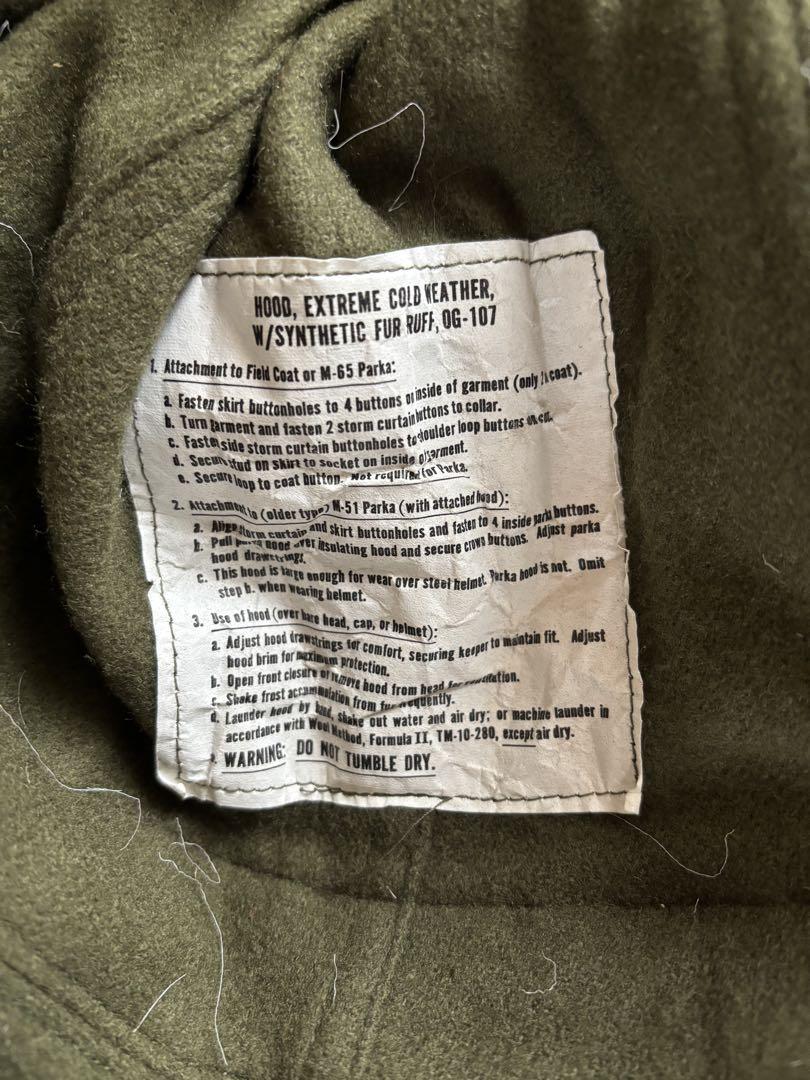 HOOD, EXTREME COLD WEATHER,
W/SYNTHETIC FUR RUFF, OG-107
1. Attachment to Field Coat or M-65 Parka:
a. Fasten skirt buttonholes to 4 buttons on inside of garment (only coat).
b. Turn garment and fasten 2 storm curtain buttons to collar.
c. Fasten side storm curtain buttonholes to shoulder loop buttons on
d. Secure stud on skirt to socket on inside of garment.
e. Secure loop to coat button. Not required for Parka.
2. Attachment to (older type) M-51 Parka (with attached hood):
a. Align storm curtain and skirt buttonholes and fasten to 4 inside parka buttons.
b. Pull parka hood over insulating hood and secure crown buttons. Adjust parka
hood drawstrings.
c. This hood is large enough for wear over steel helmet. Parka hood is not. Omit
step b. when wearing helmet.
3. Use of hood (over bare head, cap, or helmet):
a. Adjust hood drawstrings for comfort, securing keeper to maintain fit. Adjust
hood brim for maximum protection.
b. Open front closure or remove hood from head for ventilation.
c. Shake frost accumulation from fur frequently.
d. Launder hood by hand, shake out water and air dry; or machine launder in
accordance with Wool Method, Formula II, TM-10-280, except air dry.
WARNING: DO NOT TUMBLE DRY.